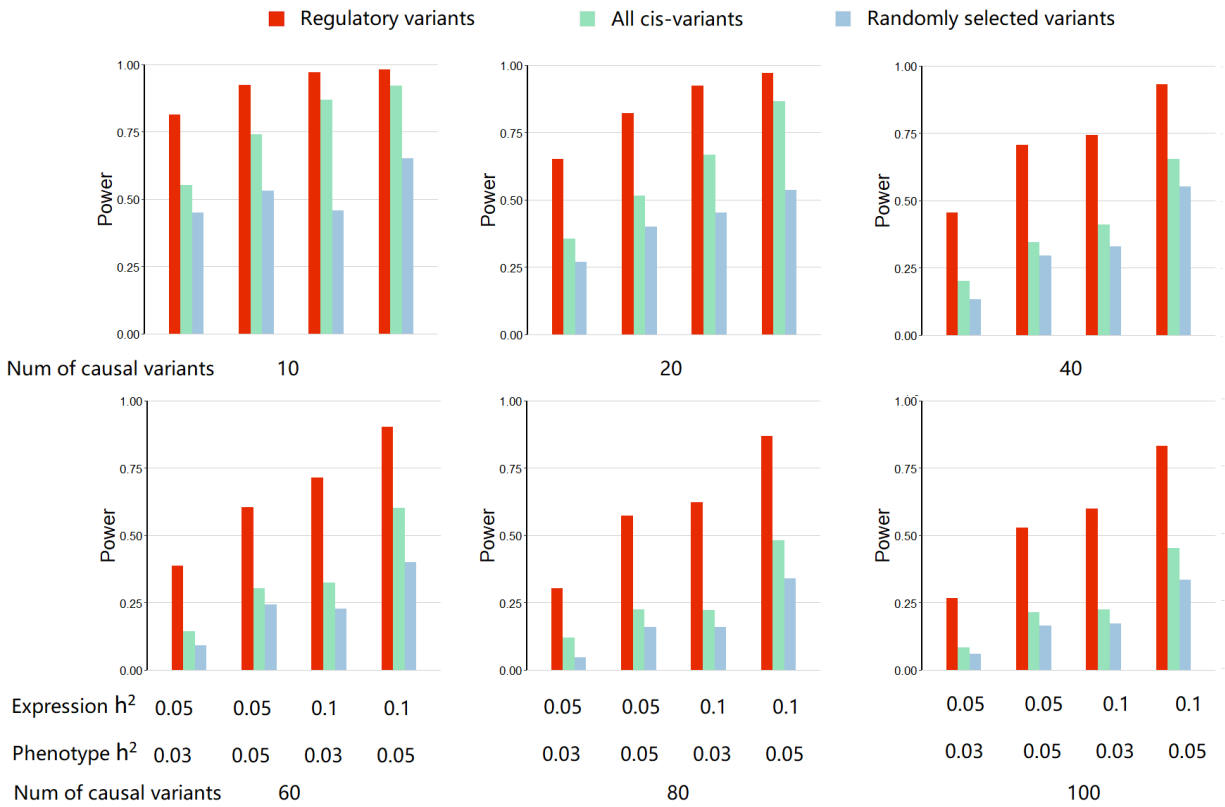 Regulatory variants All cis-variants Randomly selected variants
1.00 1.00 1.00
0.75 0.75 0.75
Power Power Power
0.50 0.50 0.50
0.25 0.25 0.25
0.00 0.00 0.00
Num of causal variants 10 20 40
1.00 1.00 1.00
0.75 0.75 0.75
Power Power Power
0.50 0.50 0.50
0.25 0.25 0.25
0.00 0.00 0.00
Expression h² 0.05 0.05 0.1 0.1 0.05 0.05 0.1 0.1 0.05 0.05 0.1 0.1
Phenotype h² 0.03 0.05 0.03 0.05 0.03 0.05 0.03 0.05 0.03 0.05 0.03 0.05
Num of causal variants 60 80 100